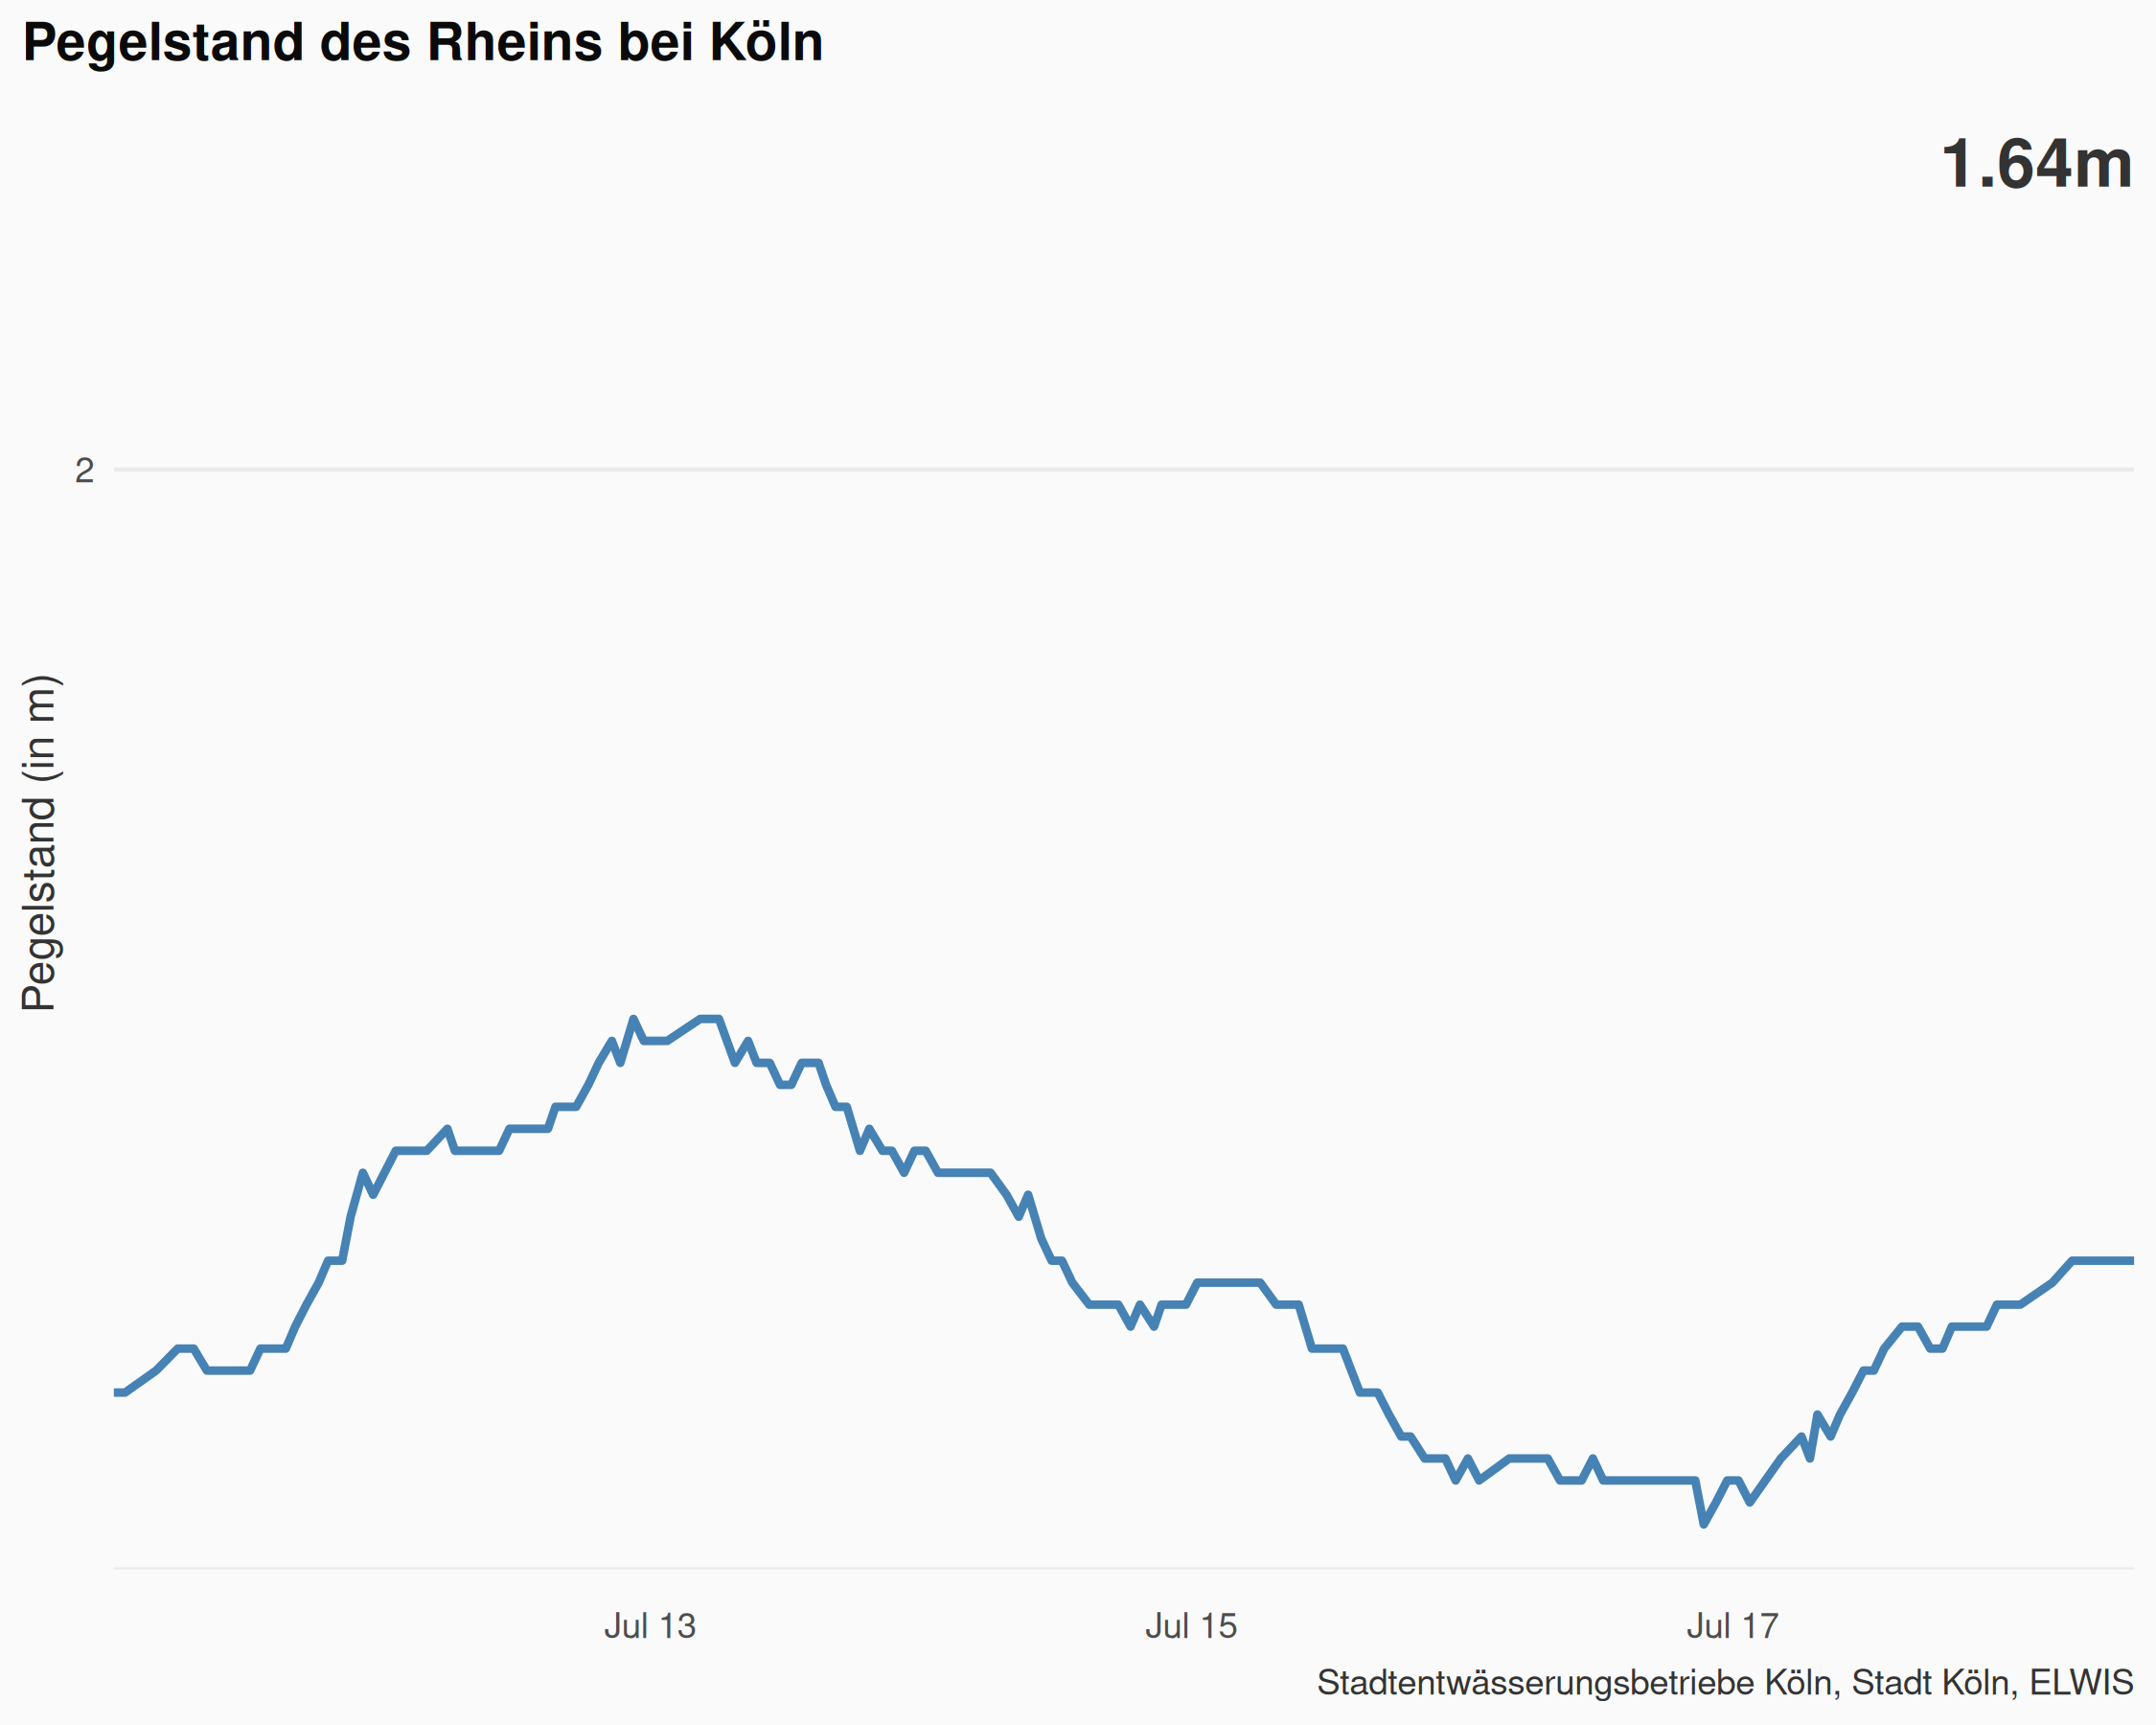 Pegelstand des Rheins bei Köln
1.64m
2
Pegelstand (in m)
Jul 13
Jul 15
Jul 17
Stadtentwässerungsbetriebe Köln, Stadt Köln, ELWIS